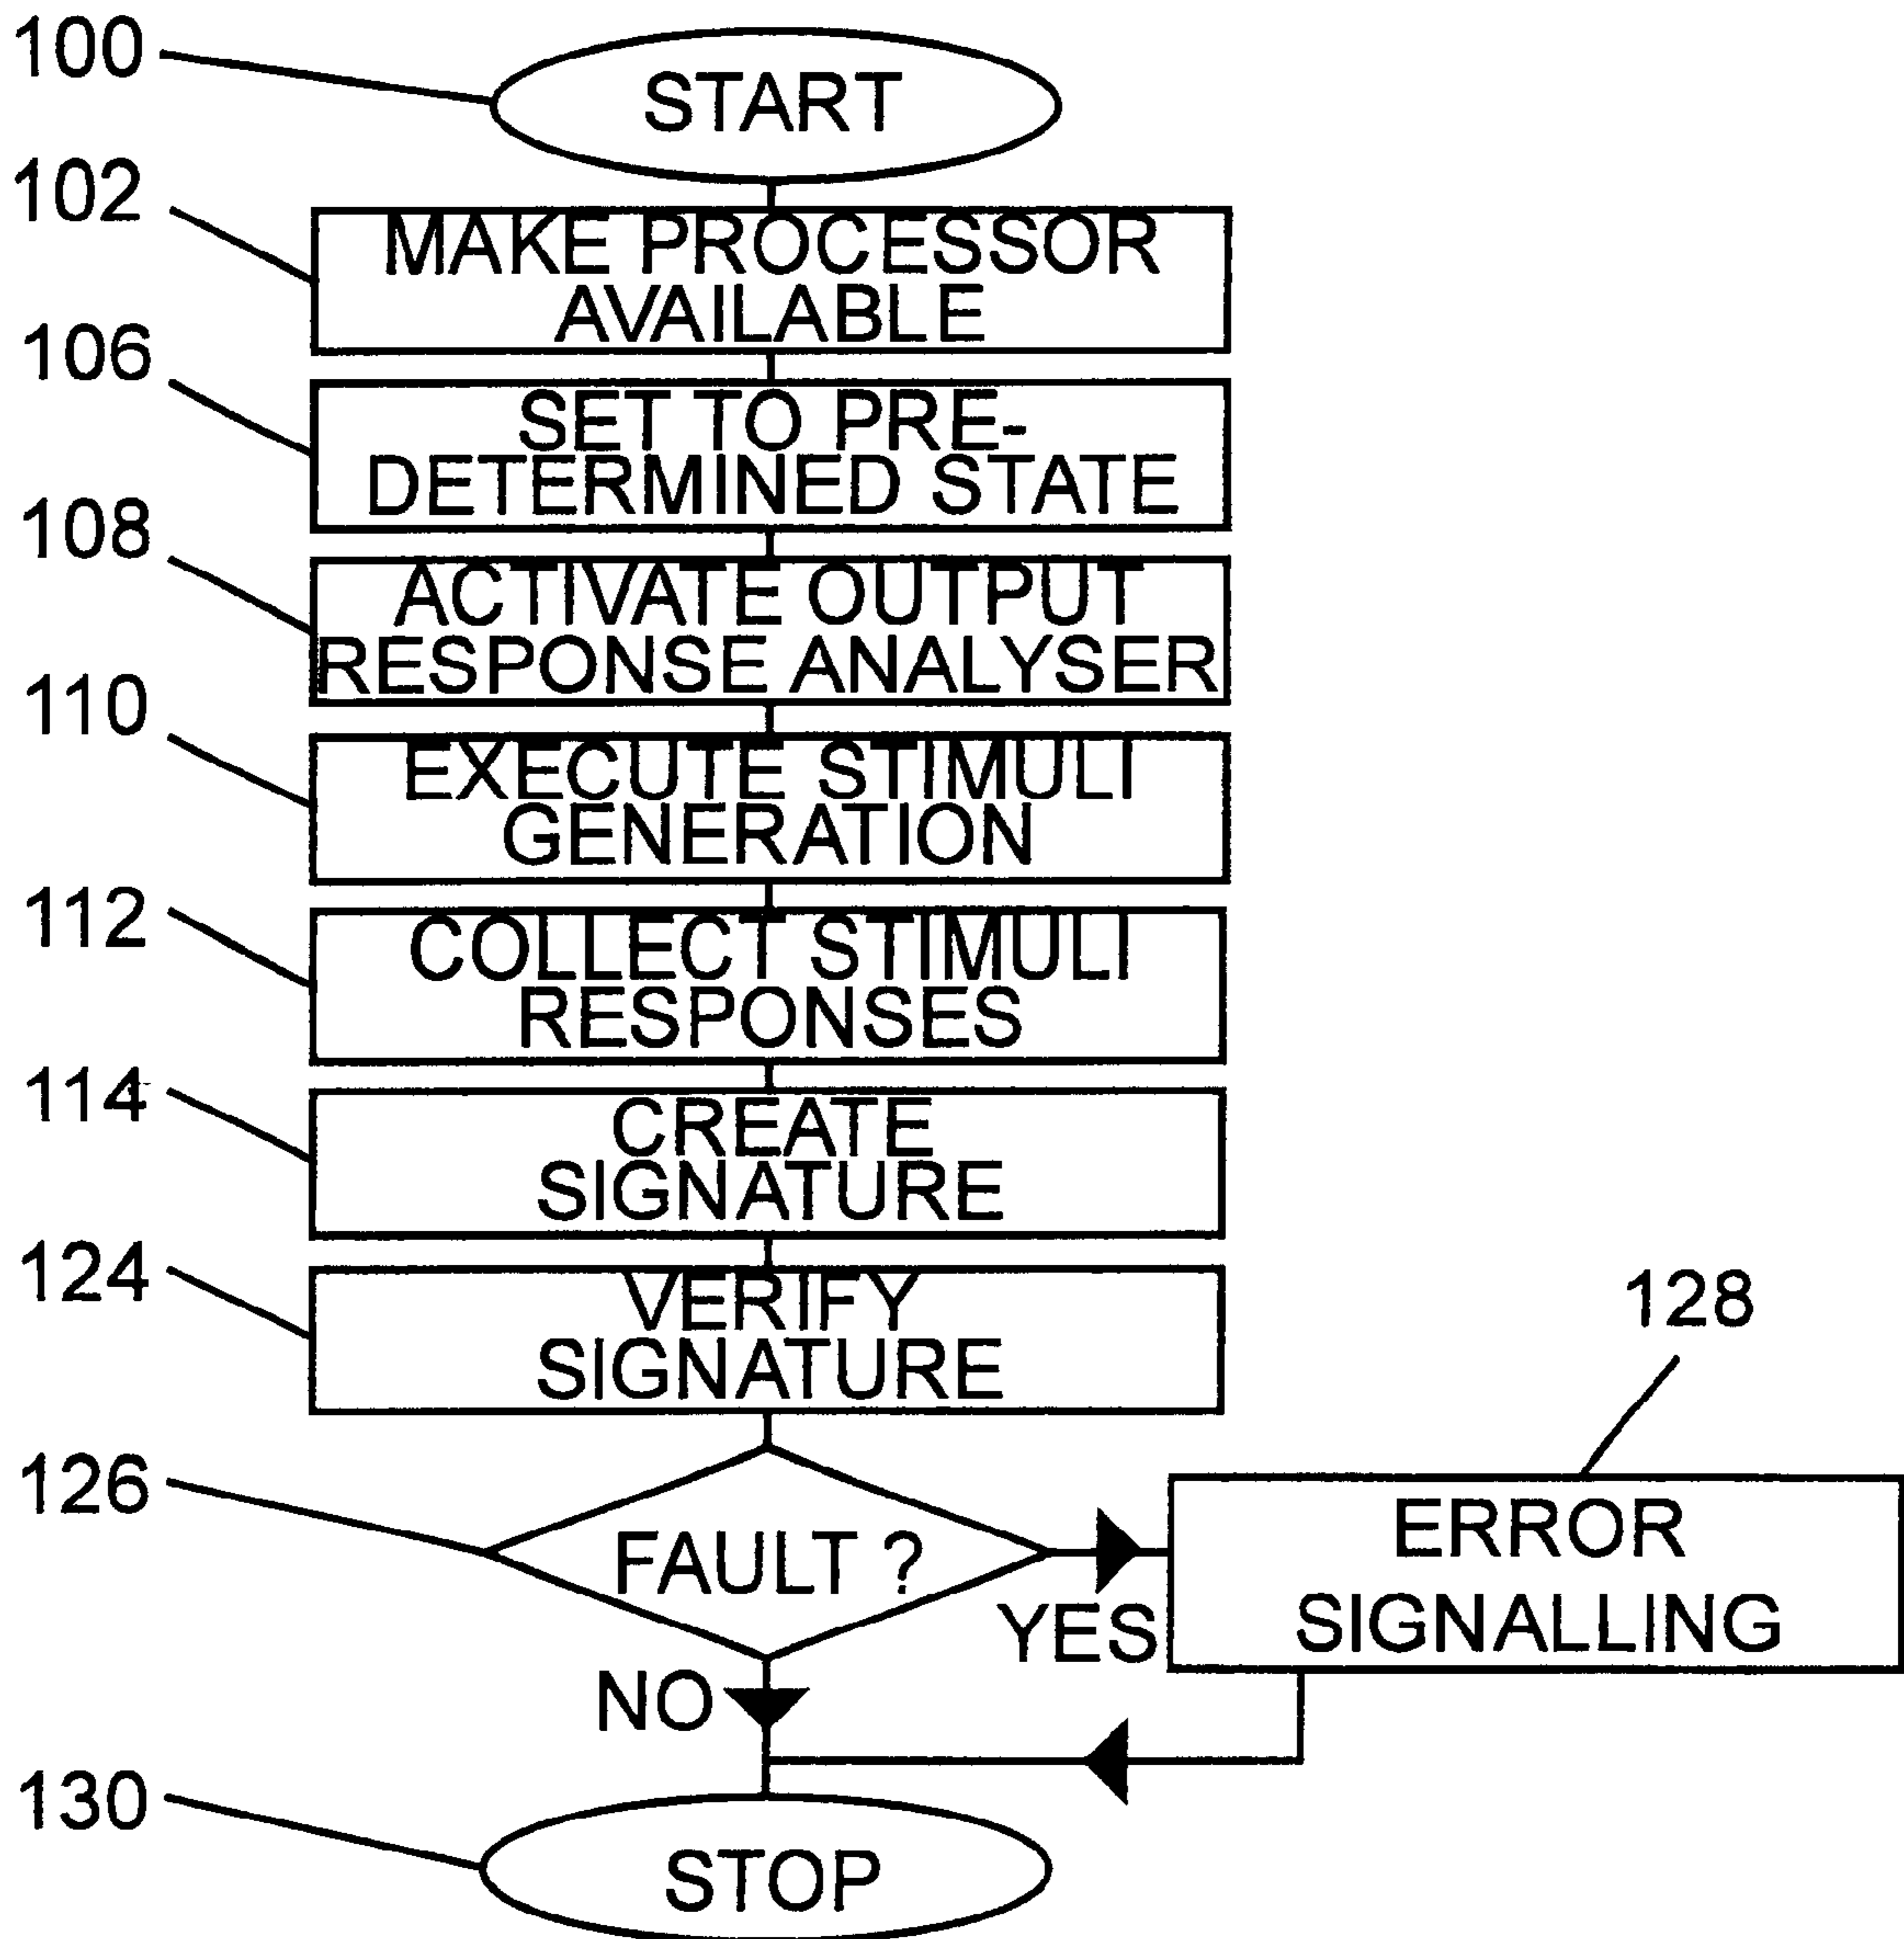 100
START
102
MAKE PROCESSOR
AVAILABLE
106
SET TO PRE-
DETERMINED STATE
108
ACTIVATE OUTPUT
RESPONSE ANALYSER
110
EXECUTE STIMULI
GENERATION
112
COLLECT STIMULI
RESPONSES
114
CREATE
SIGNATURE
124
VERIFY
SIGNATURE
126
FAULT ?
YES
128
ERROR
SIGNALLING
NO
130
STOP